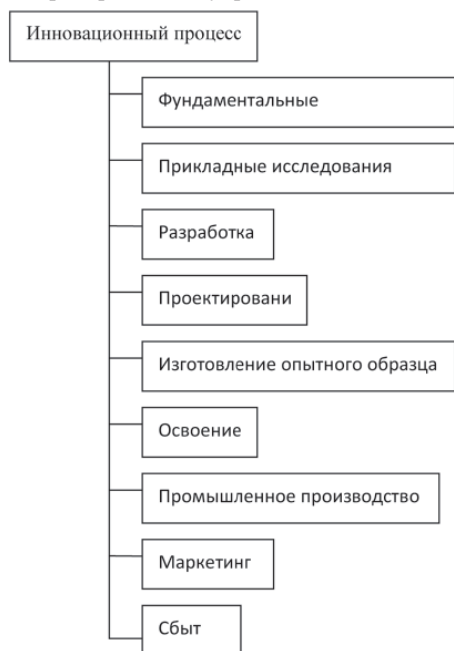 Инновационный процесс
Фундаментальные
Прикладные исследования
Разработка
Проектировани
Изготовление опытного образца
Освоение
Промышленное производство
Маркетинг
Сбыт